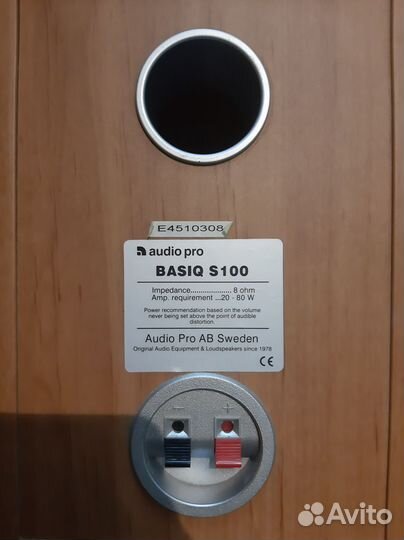 E4510308
audio pro
BASIQ S100
Impedance.................... 8 ohm
Amp. requirement ...20 - 80 W
Power recommendation based on the volume
never being set above the point of audible
distortion.
Audio Pro AB Sweden
Original Audio Equipment & Loudspeakers since 1978
CE
− +
Avito